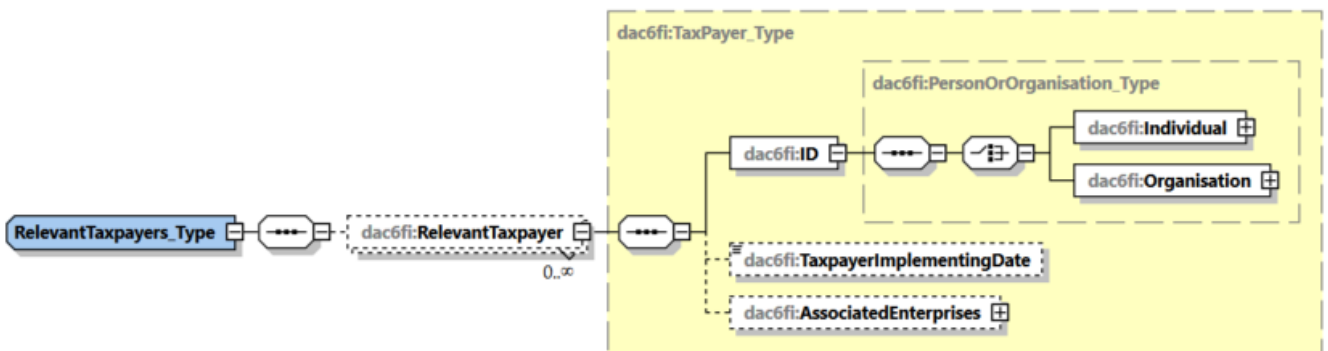 dac6fi:TaxPayer_Type
dac6fi:PersonOrOrganisation_Type
dac6fi:Individual
dac6fi:ID
dac6fi:Organisation
RelevantTaxpayers_Type
dac6fi:RelevantTaxpayer
0..∞
dac6fi:TaxpayerImplementingDate
dac6fi:AssociatedEnterprises